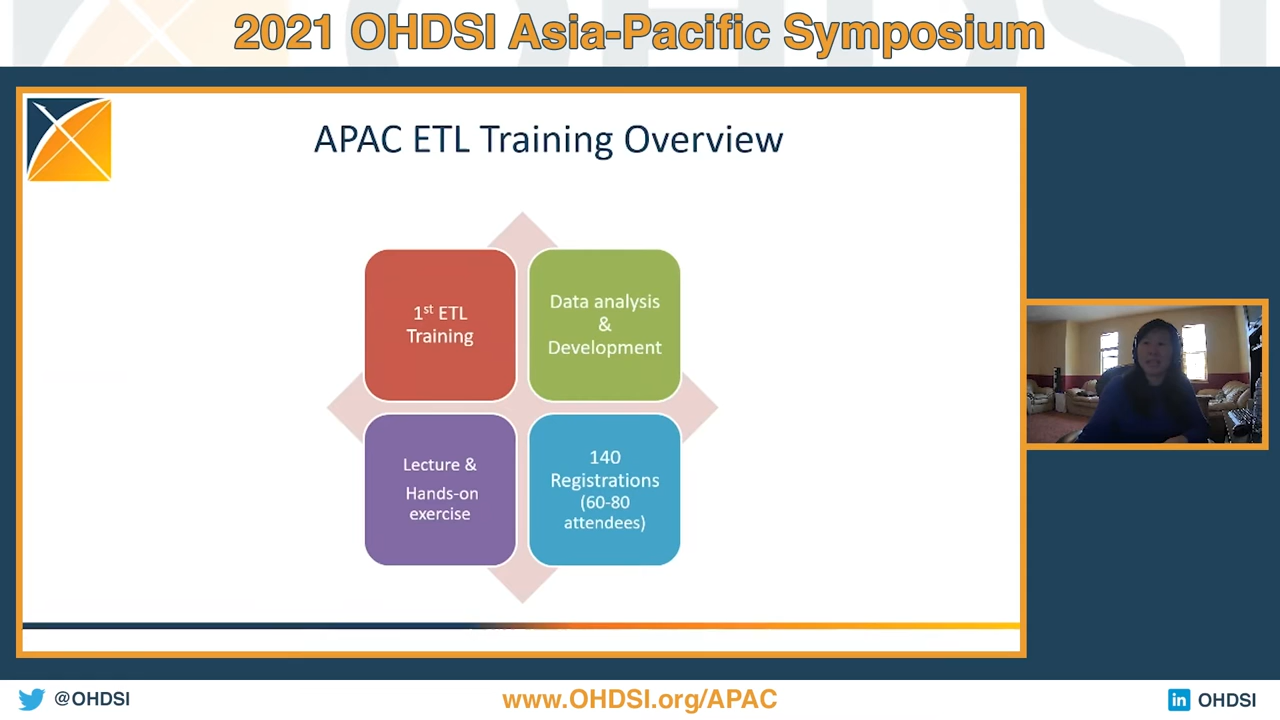 2021 OHDSI Asia-Pacific Symposium
APAC ETL Training Overview
1st ETL
Training
Data analysis
&
Development
Lecture &
Hands-on
exercise
140
Registrations
(60-80
attendees)
@OHDSI
www.OHDSI.org/APAC
in OHDSI